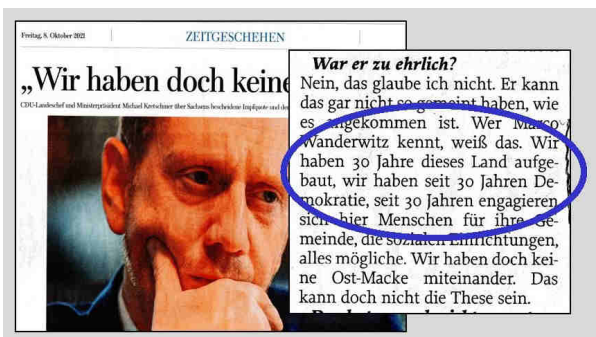 Freitag, 8. Oktober 2021
ZEITGESCHEHEN
„Wir haben doch keine
CDU-Landeschef und Ministerpräsident Michael Kretschmer über Sachsens bescheidene Impfquote und
War er zu ehrlich?
Nein, das glaube ich nicht. Er kann
das gar nicht so gemeint haben, wie
es angekommen ist. Wer Marco
Wanderwitz kennt, weiß das. Wir
haben 30 Jahre dieses Land aufge-
baut, wir haben seit 30 Jahren De-
mokratie, seit 30 Jahren engagieren
sich hier Menschen für ihre Ge-
meinde, die sozialen Einrichtungen,
alles mögliche. Wir haben doch kei-
ne Ost-Macke miteinander. Das
kann doch nicht die These sein.